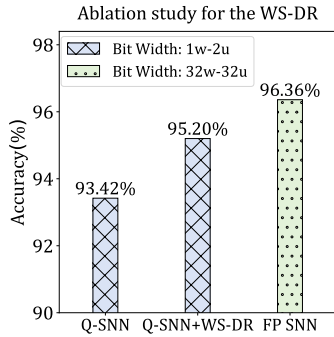 Ablation study for the WS-DR
98
96
94
92
90
Accuracy(%)
Bit Width: 1w-2u
Bit Width: 32w-32u
93.42%
95.20%
96.36%
Q-SNN
Q-SNN+WS-DR
FP SNN